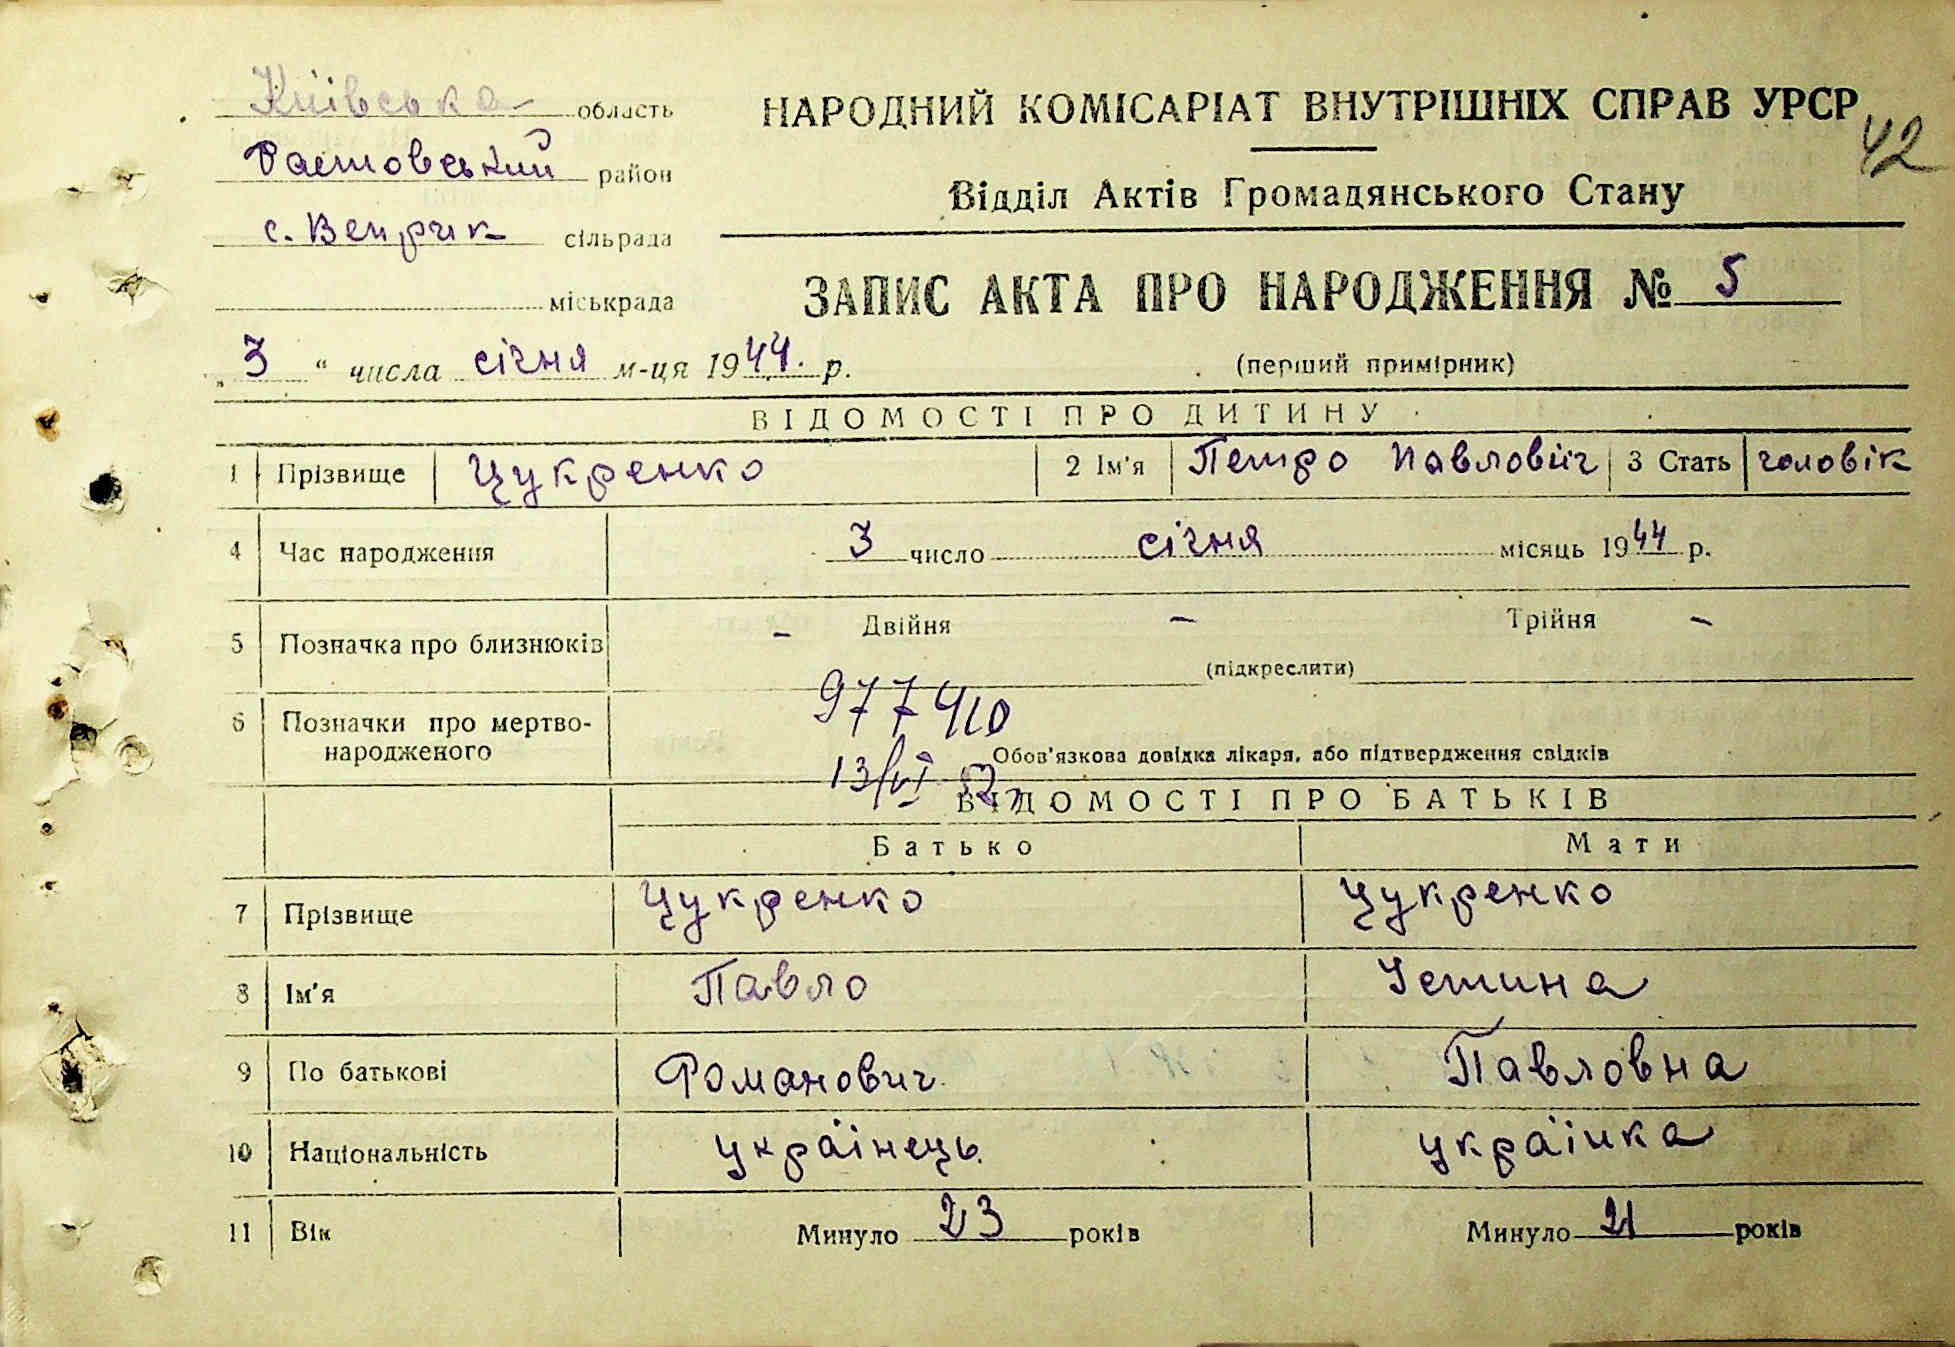 Київська область
Фастовський район
с. Веприк сільрада
міськрада
НАРОДНИЙ КОМІСАРІАТ ВНУТРІШНІХ СПРАВ УРСР
42
Відділ Актів Громадянського Стану
ЗАПИС АКТА ПРО НАРОДЖЕННЯ № 5
„ 3 “ числа січня м-ця 1944. р.
(перший примірник)
ВІДОМОСТІ ПРО ДИТИНУ
1 Прізвище Цукренко 2 Ім'я Петро Павловіч 3 Стать чоловік
4 Час народження 3 число січня місяць 1944 р.
5 Позначка про близнюків - Двійня - Трійня -
(підкреслити)
6 Позначки про мертво-
народженого
977410
13/VI 52
Обов'язкова довідка лікаря, або підтвердження свідків
ВІДОМОСТІ ПРО БАТЬКІВ
Батько Мати
7 Прізвище Цукренко Цукренко
8 Ім'я Павло Устина
9 По батькові Романович Павловна
10 Національність українець українка
11 Вік Минуло 23 років Минуло 21 років